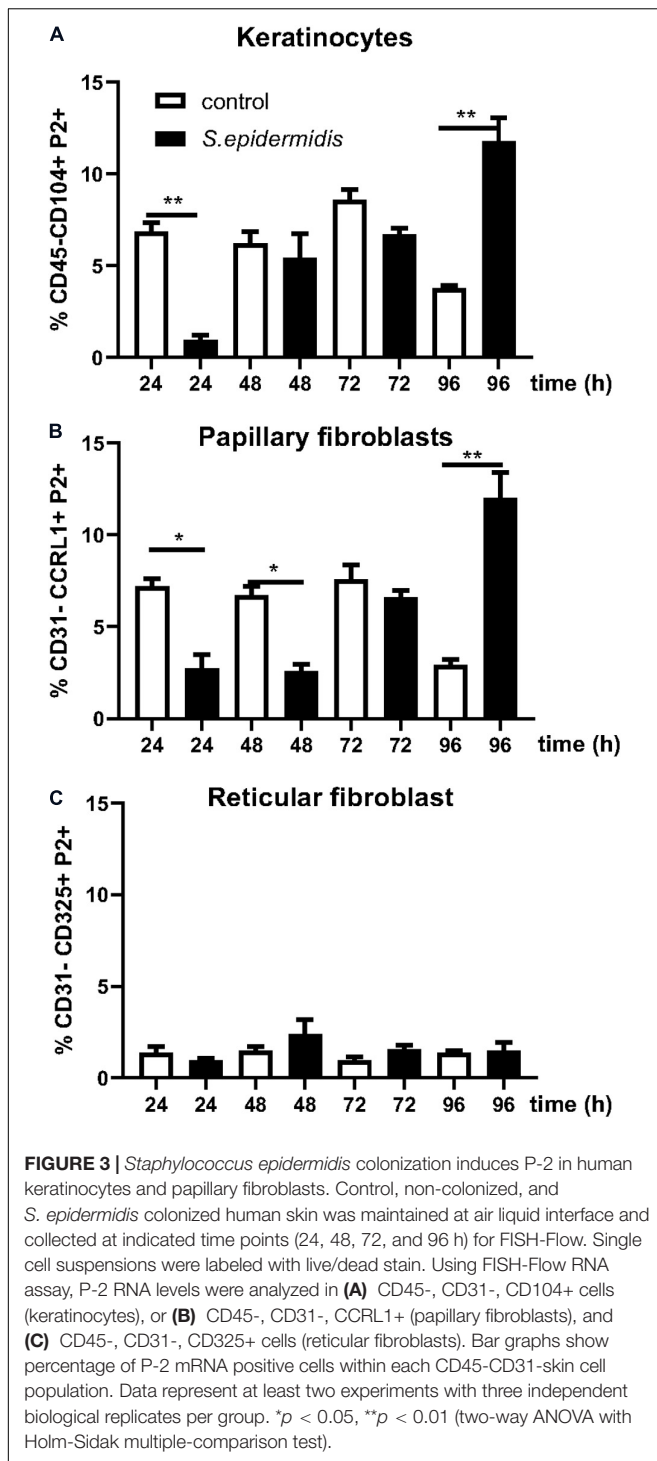 A
Keratinocytes
% CD45-CD104+ P2+
15
10
5
0
control
S.epidermidis
**
**
24 24 48 48 72 72 96 96 time (h)
B
Papillary fibroblasts
% CD31- CCRL1+ P2+
15
10
5
0
*
*
**
24 24 48 48 72 72 96 96 time (h)
C
Reticular fibroblast
% CD31- CD325+ P2+
15
10
5
0
24 24 48 48 72 72 96 96 time (h)
FIGURE 3 | Staphylococcus epidermidis colonization induces P-2 in human
keratinocytes and papillary fibroblasts. Control, non-colonized, and
S. epidermidis colonized human skin was maintained at air liquid interface and
collected at indicated time points (24, 48, 72, and 96 h) for FISH-Flow. Single
cell suspensions were labeled with live/dead stain. Using FISH-Flow RNA
assay, P-2 RNA levels were analyzed in (A) CD45-, CD31-, CD104+ cells
(keratinocytes), or (B) CD45-, CD31-, CCRL1+ (papillary fibroblasts), and
(C) CD45-, CD31-, CD325+ cells (reticular fibroblasts). Bar graphs show
percentage of P-2 mRNA positive cells within each CD45-CD31-skin cell
population. Data represent at least two experiments with three independent
biological replicates per group. *p < 0.05, **p < 0.01 (two-way ANOVA with
Holm-Sidak multiple-comparison test).